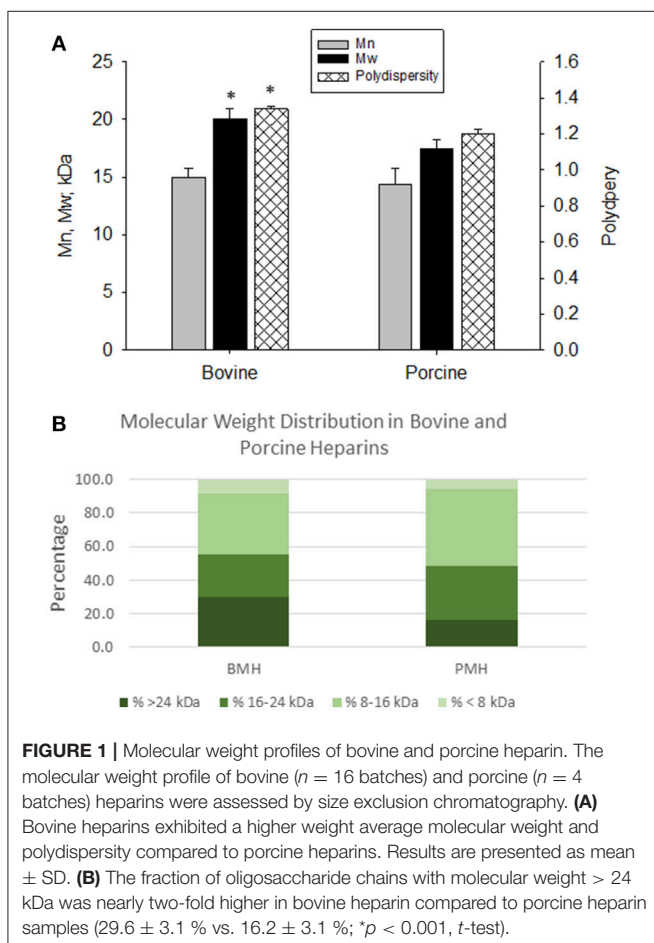 A
Mn
Mw
Polydispersity
25
20
15
10
5
0
Mn, Mw, kDa
* *
1.6
1.4
1.2
1.0
0.8
0.6
0.4
0.2
0.0
Polydpery
Bovine
Porcine
B
Molecular Weight Distribution in Bovine and
Porcine Heparins
100.0
80.0
60.0
40.0
20.0
0.0
Percentage
BMH
PMH
% >24 kDa
% 16-24 kDa
% 8-16 kDa
% < 8 kDa
FIGURE 1 | Molecular weight profiles of bovine and porcine heparin. The
molecular weight profile of bovine (n = 16 batches) and porcine (n = 4
batches) heparins were assessed by size exclusion chromatography. (A)
Bovine heparins exhibited a higher weight average molecular weight and
polydispersity compared to porcine heparins. Results are presented as mean
± SD. (B) The fraction of oligosaccharide chains with molecular weight > 24
kDa was nearly two-fold higher in bovine heparin compared to porcine heparin
samples (29.6 ± 3.1 % vs. 16.2 ± 3.1 %; *p < 0.001, t-test).